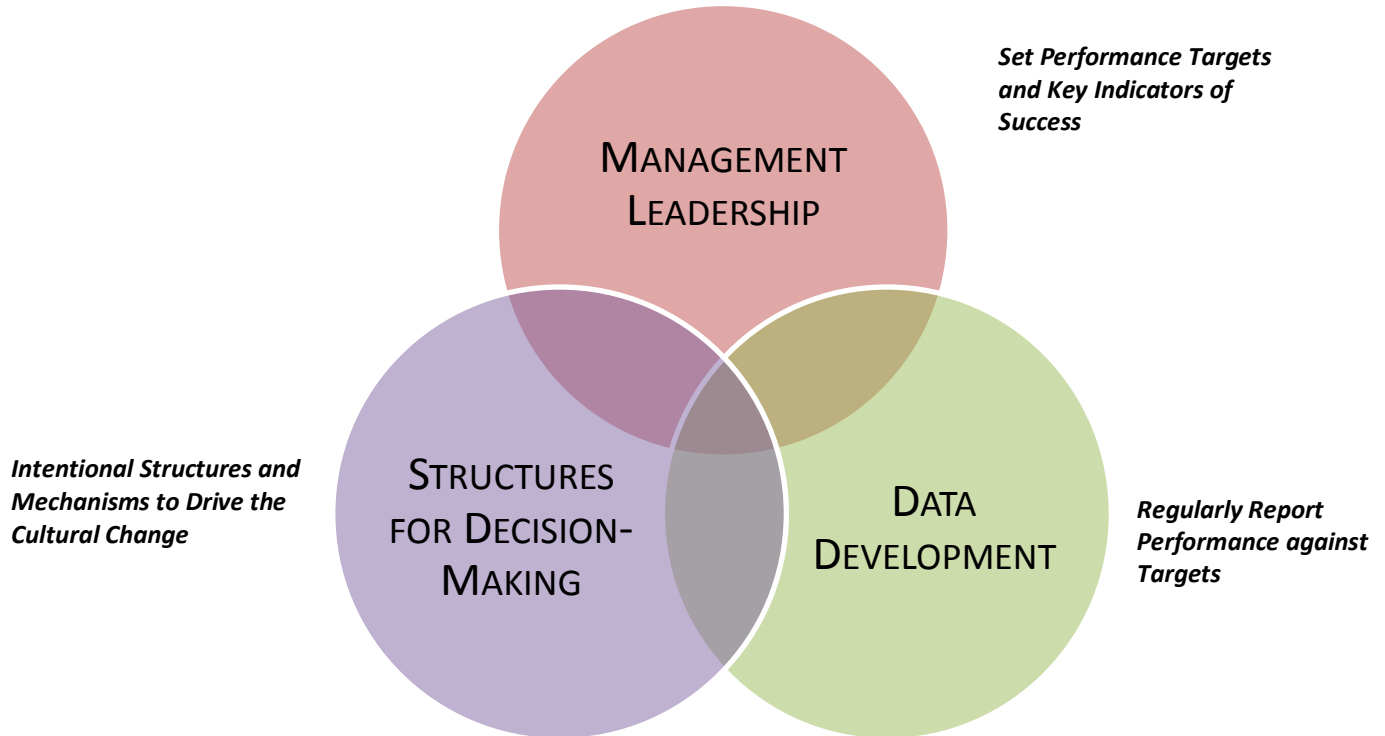 Set Performance Targets
and Key Indicators of
Success
MANAGEMENT
LEADERSHIP
Intentional Structures and
Mechanisms to Drive the
Cultural Change
STRUCTURES
FOR DECISION-
MAKING
DATA
DEVELOPMENT
Regularly Report
Performance against
Targets